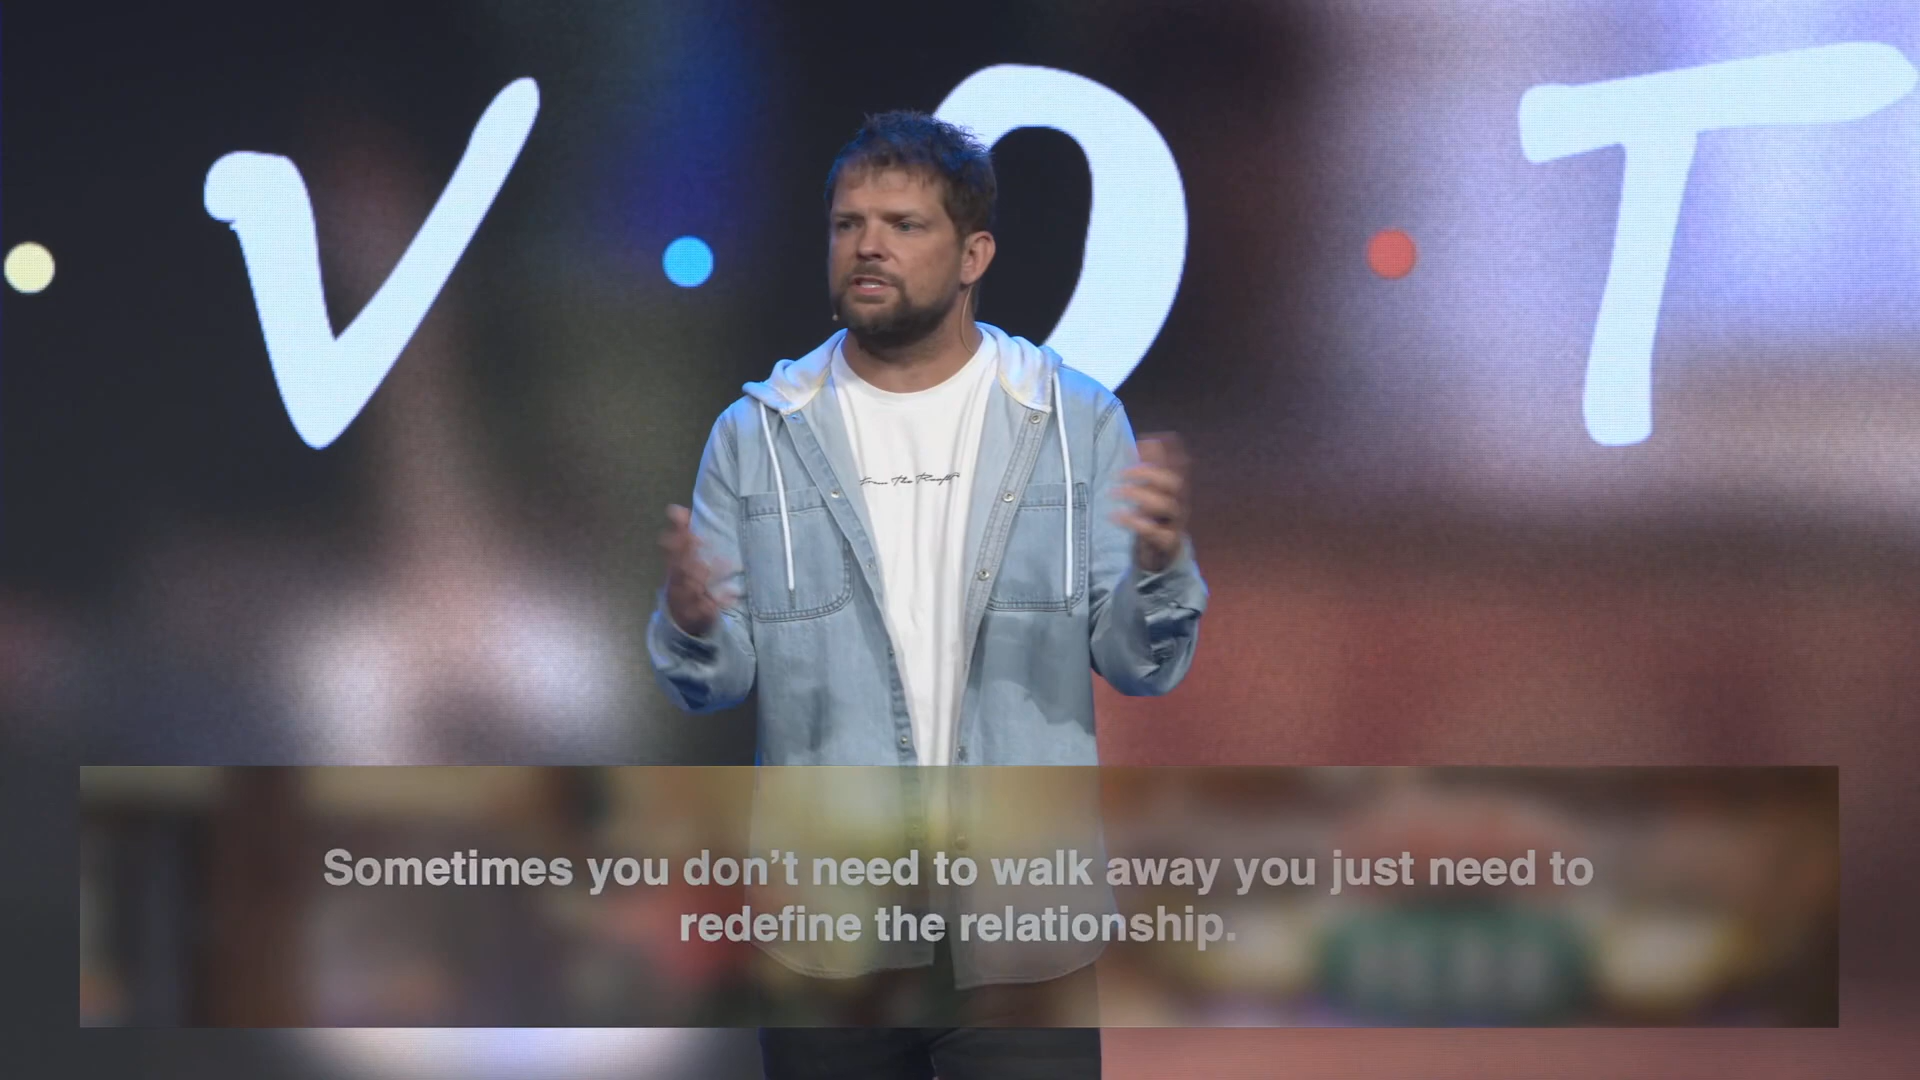 V • O • T
Sometimes you don’t need to walk away you just need to
redefine the relationship.